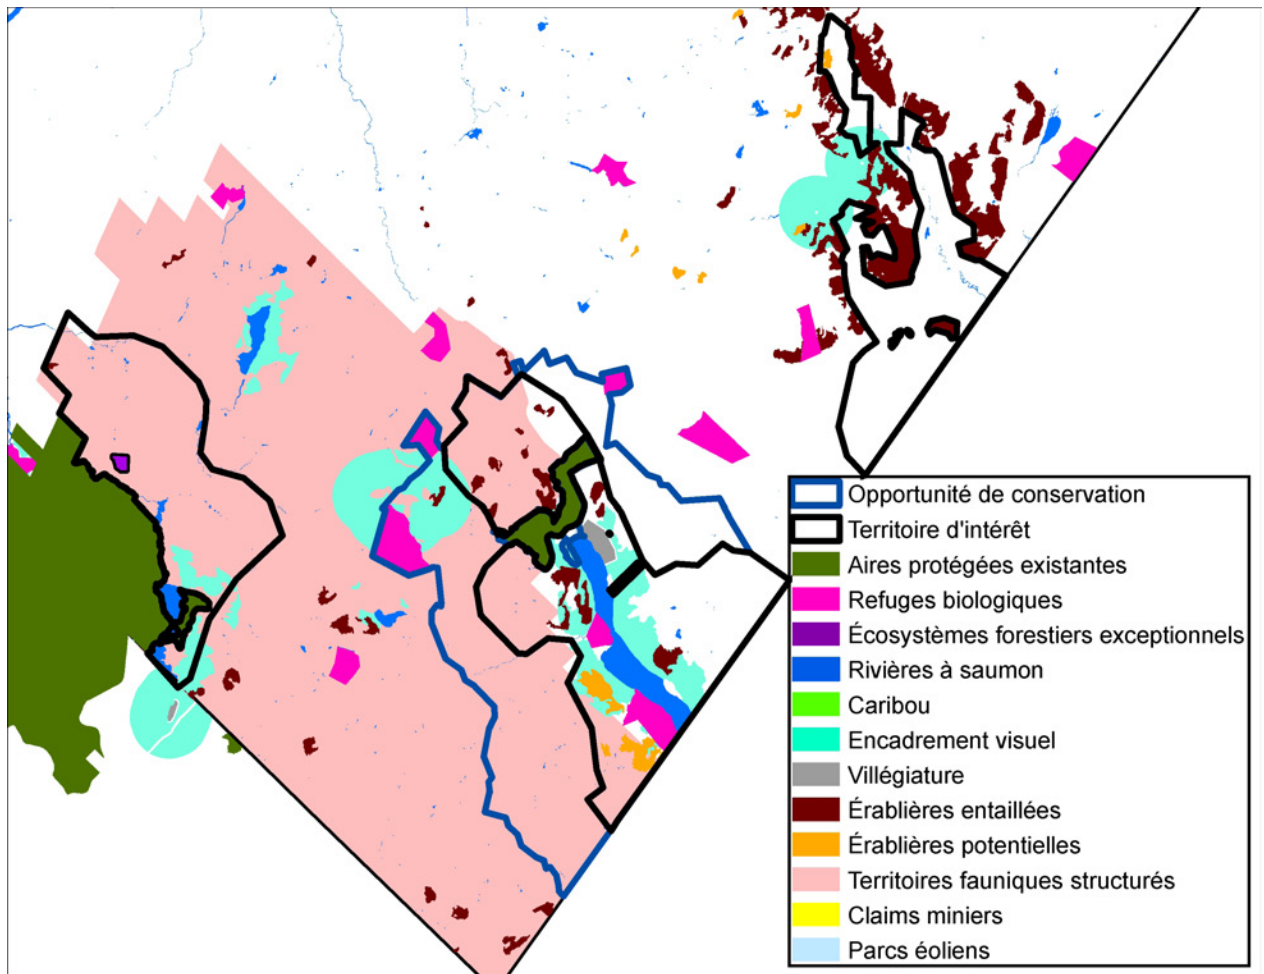 Opportunité de conservation
Territoire d'intérêt
Aires protégées existantes
Refuges biologiques
Écosystèmes forestiers exceptionnels
Rivières à saumon
Caribou
Encadrement visuel
Villégiature
Érablières entaillées
Érablières potentielles
Territoires fauniques structurés
Claims miniers
Parcs éoliens